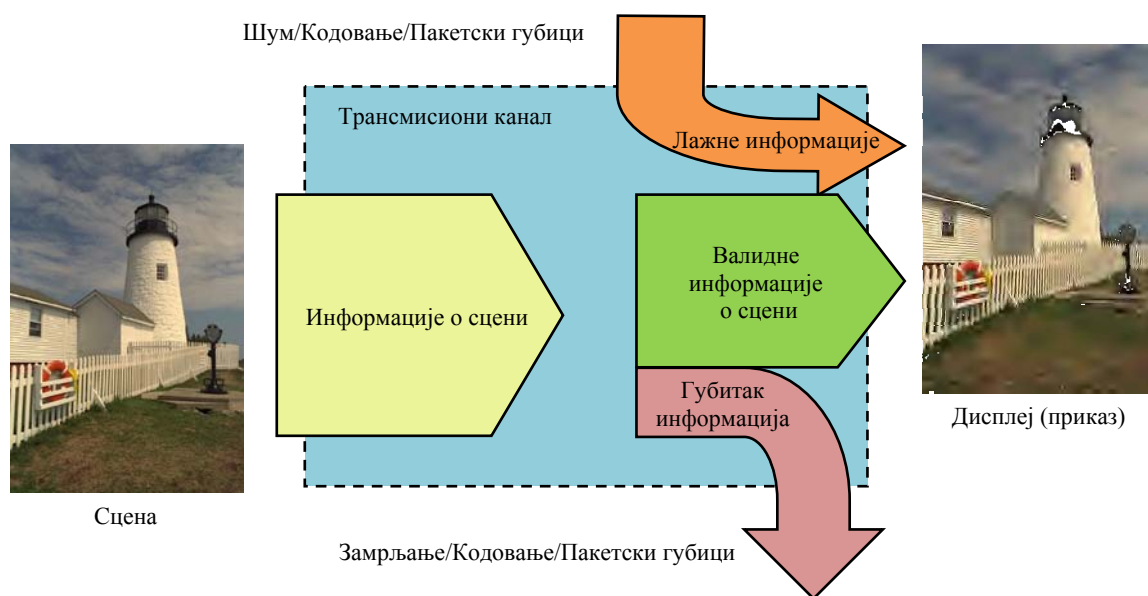 Шум/Кодовање/Пакетски губици
Трансмисиони канал
Лажне информације
Валидне
информације
о сцени
Информације о сцени
Губитак
информација
Дисплеј (приказ)
Сцена
Замрљање/Кодовање/Пакетски губици